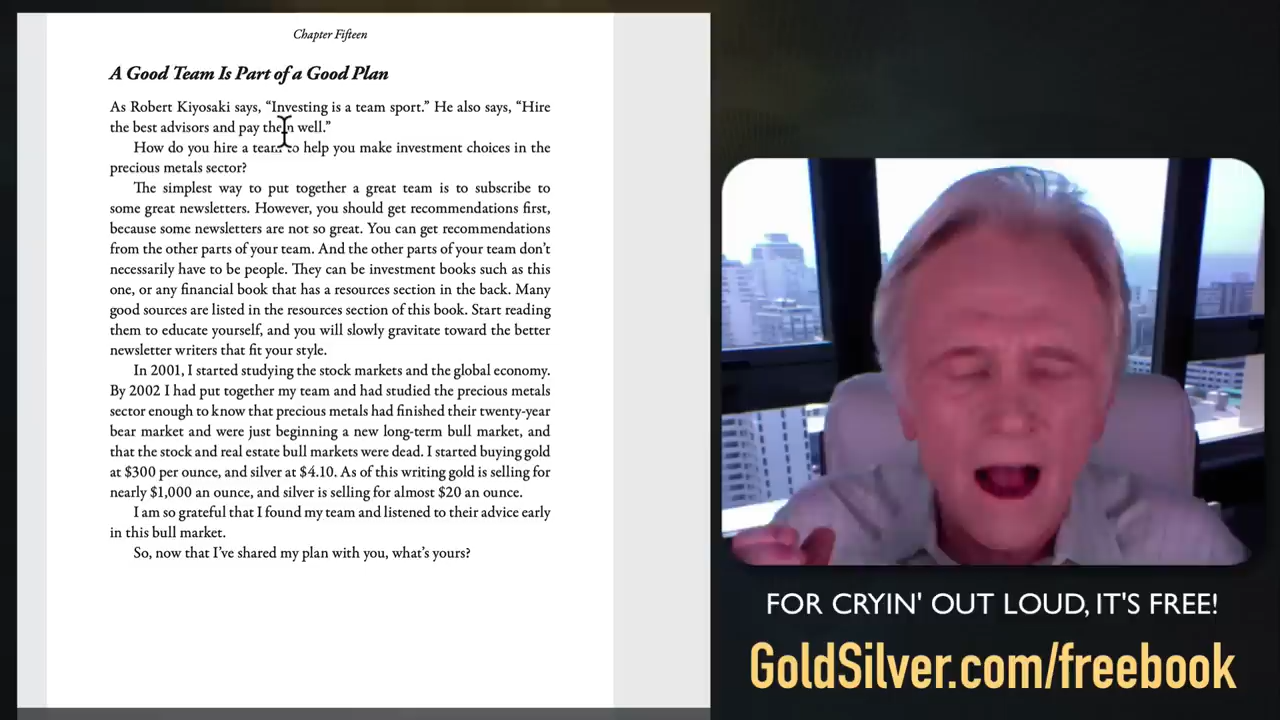 Chapter Fifteen
A Good Team Is Part of a Good Plan
As Robert Kiyosaki says, “Investing is a team sport.” He also says, “Hire
the best advisors and pay them well.”
How do you hire a team to help you make investment choices in the
precious metals sector?
The simplest way to put together a great team is to subscribe to
some great newsletters. However, you should get recommendations first,
because some newsletters are not so great. You can get recommendations
from the other parts of your team. And the other parts of your team don’t
necessarily have to be people. They can be investment books such as this
one, or any financial book that has a resources section in the back. Many
good sources are listed in the resources section of this book. Start reading
them to educate yourself, and you will slowly gravitate toward the better
newsletter writers that fit your style.
In 2001, I started studying the stock markets and the global economy.
By 2002 I had put together my team and had studied the precious metals
sector enough to know that precious metals had finished their twenty-year
bear market and were just beginning a new long-term bull market, and
that the stock and real estate bull markets were dead. I started buying gold
at $300 per ounce, and silver at $4.10. As of this writing gold is selling for
nearly $1,000 an ounce, and silver is selling for almost $20 an ounce.
I am so grateful that I found my team and listened to their advice early
in this bull market.
So, now that I’ve shared my plan with you, what’s yours?
FOR CRYIN' OUT LOUD, IT'S FREE!
GoldSilver.com/freebook